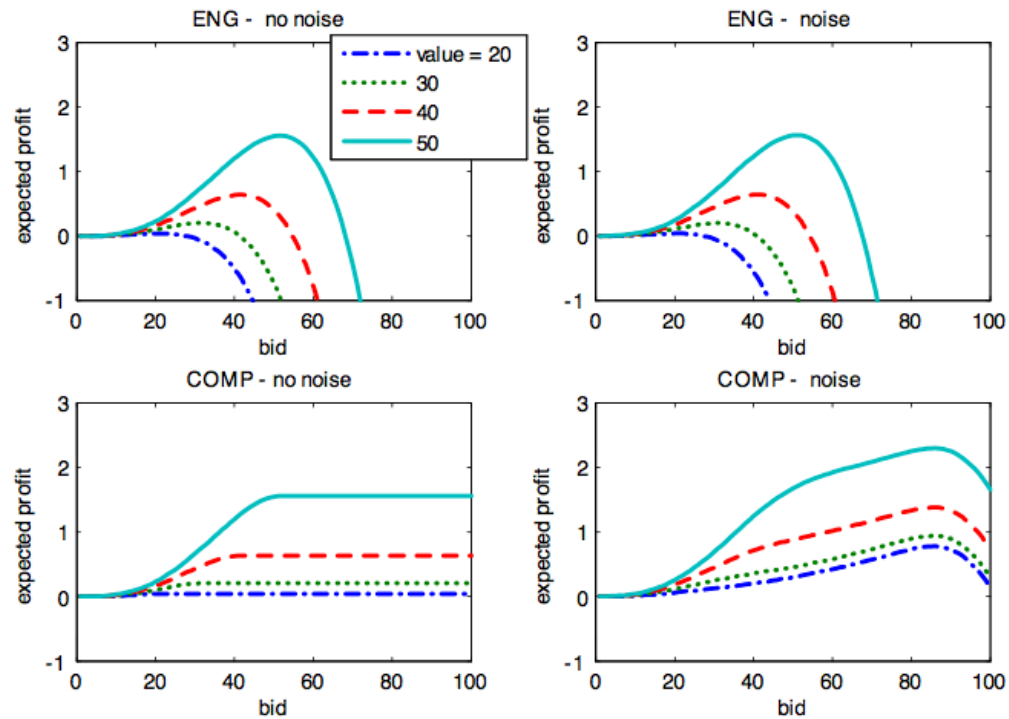 ENG - no noise
expected profit
3
2
1
0
-1
0 20 40 60 80 100
bid
value = 20
30
40
50
ENG - noise
expected profit
3
2
1
0
-1
0 20 40 60 80 100
bid
COMP - no noise
expected profit
3
2
1
0
-1
0 20 40 60 80 100
bid
COMP - noise
expected profit
3
2
1
0
-1
0 20 40 60 80 100
bid